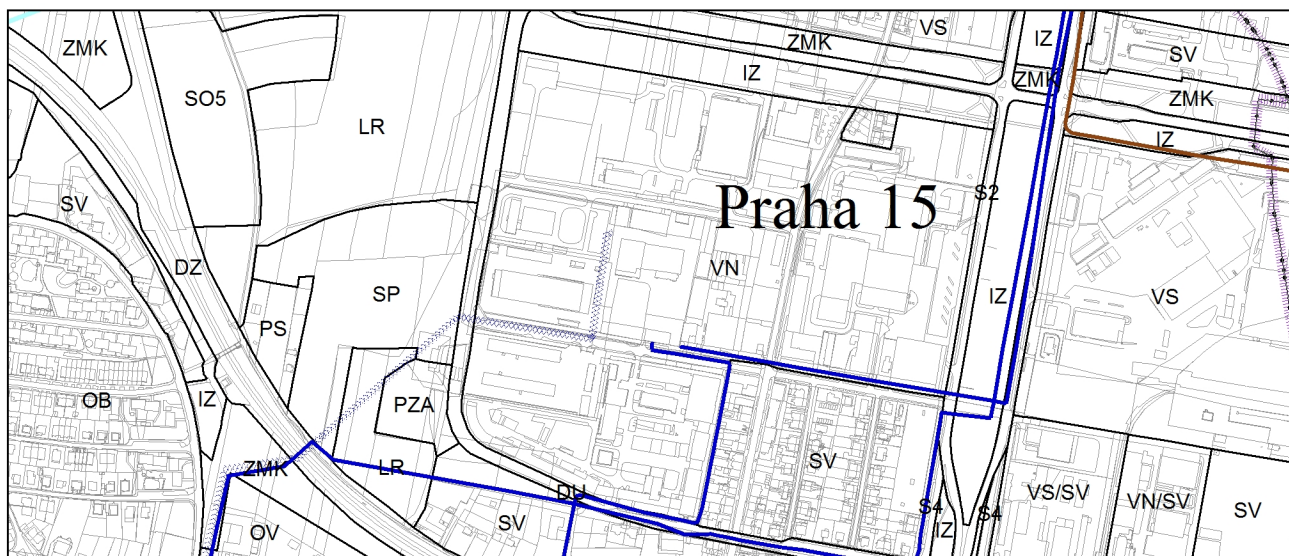 VS
IZ
ZMK
ZMK
SV
IZ
ZMK
SO5
ZMK
LR
IZ
S2
SV
Praha 15
DZ
VN
SP
IZ
VS
PS
OB
IZ
PZA
SV
ZMK
LR
DU
VS/SV
VN/SV
S4
S4
SV
SV
OV
IZ